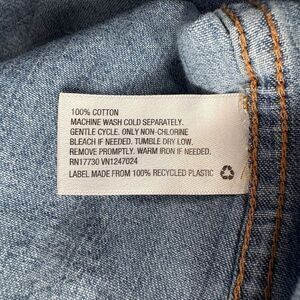 100% COTTON
MACHINE WASH COLD SEPARATELY.
GENTLE CYCLE. ONLY NON-CHLORINE
BLEACH IF NEEDED. TUMBLE DRY LOW.
REMOVE PROMPTLY. WARM IRON IF NEEDED.
RN17730 VN1247024
LABEL MADE FROM 100% RECYCLED PLASTIC